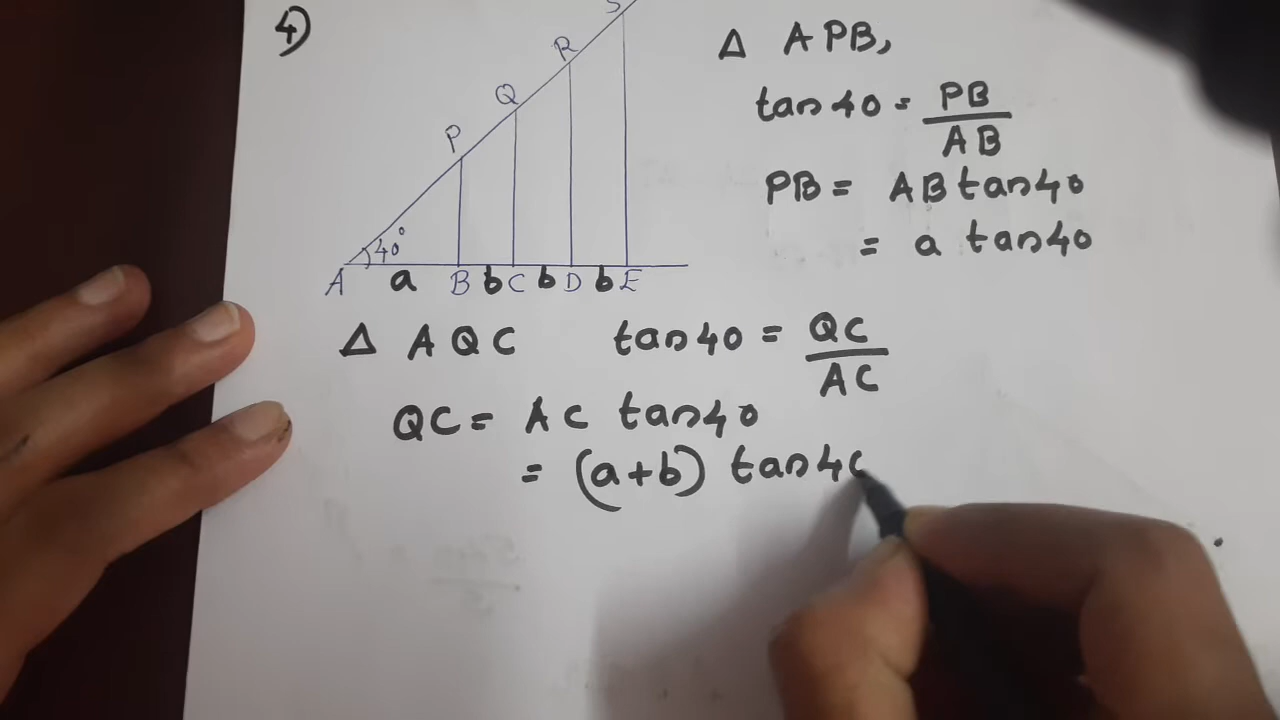 4)
S
R
Q
P
40°
A a B b C b D b E
Δ APB,
tan40 = PB/AB
PB = AB tan40
= a tan40
Δ AQC tan40 = QC/AC
QC = AC tan40
= (a+b) tan40